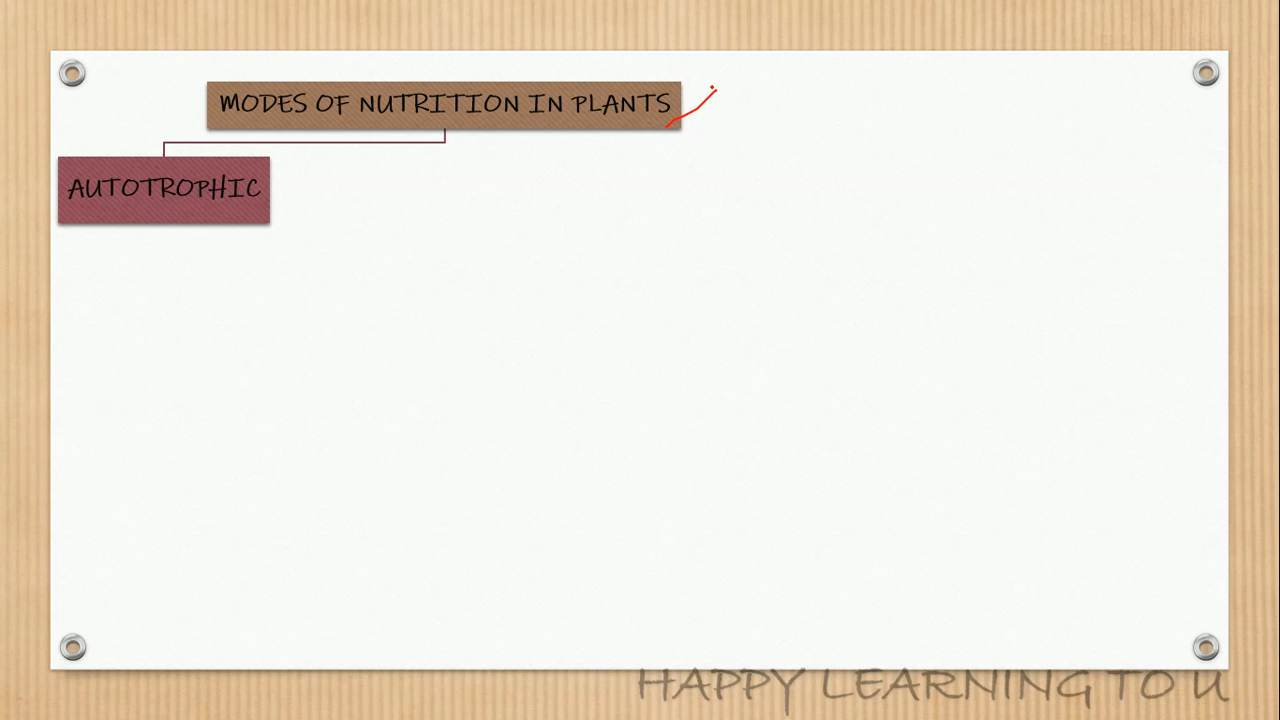 MODES OF NUTRITION IN PLANTS
AUTOTROPHIC
HAPPY LEARNING TO U